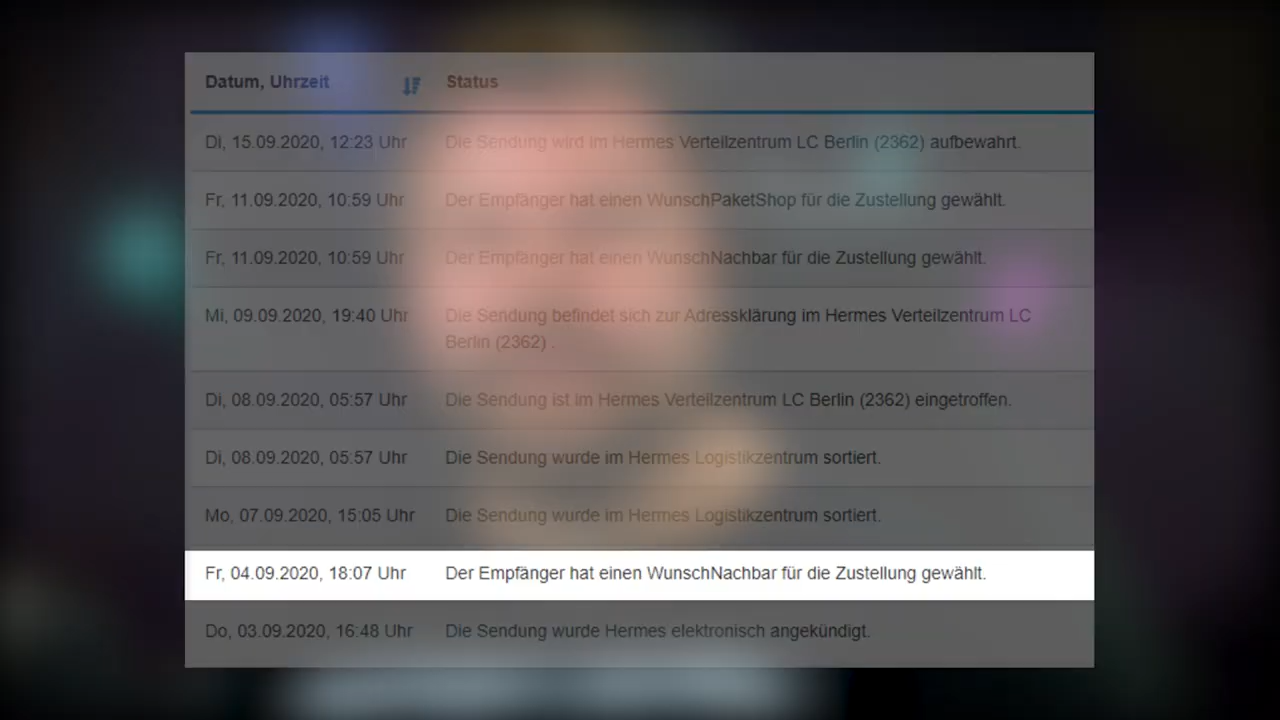 Datum, Uhrzeit Status
Di, 15.09.2020, 12:23 Uhr Die Sendung wird im Hermes Verteilzentrum LC Berlin (2362) aufbewahrt.
Fr, 11.09.2020, 10:59 Uhr Der Empfänger hat einen WunschPaketShop für die Zustellung gewählt.
Fr, 11.09.2020, 10:59 Uhr Der Empfänger hat einen WunschNachbar für die Zustellung gewählt.
Mi, 09.09.2020, 19:40 Uhr Die Sendung befindet sich zur Adressklärung im Hermes Verteilzentrum LC
Berlin (2362) .
Di, 08.09.2020, 05:57 Uhr Die Sendung ist im Hermes Verteilzentrum LC Berlin (2362) eingetroffen.
Di, 08.09.2020, 05:57 Uhr Die Sendung wurde im Hermes Logistikzentrum sortiert.
Mo, 07.09.2020, 15:05 Uhr Die Sendung wurde im Hermes Logistikzentrum sortiert.
Fr, 04.09.2020, 18:07 Uhr Der Empfänger hat einen WunschNachbar für die Zustellung gewählt.
Do, 03.09.2020, 16:48 Uhr Die Sendung wurde Hermes elektronisch angekündigt.